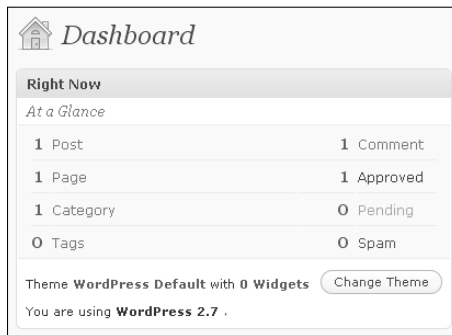 Dashboard
Right Now
At a Glance
1 Post 1 Comment
1 Page 1 Approved
1 Category 0 Pending
0 Tags 0 Spam
Theme WordPress Default with 0 Widgets Change Theme
You are using WordPress 2.7 .